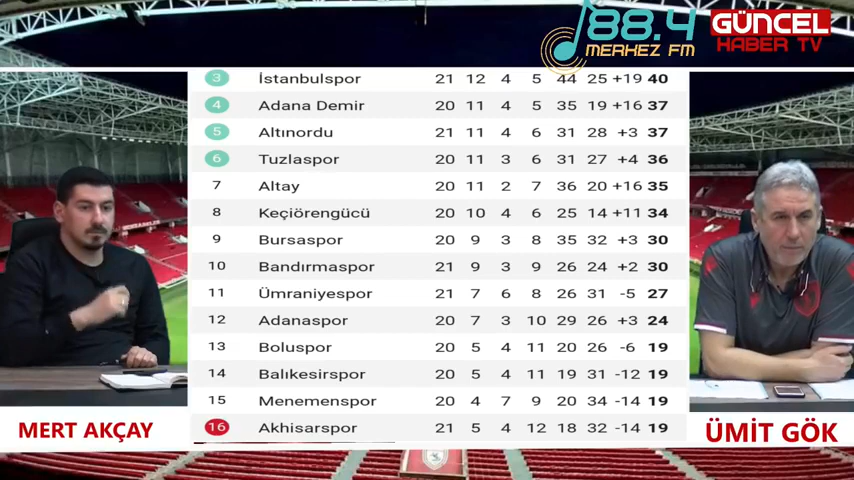 88.4
MERKEZ FM
GÜNCEL
HABER TV
3 İstanbulspor 21 12 4 5 44 25 +19 40
4 Adana Demir 20 11 4 5 35 19 +16 37
5 Altınordu 21 11 4 6 31 28 +3 37
6 Tuzlaspor 20 11 3 6 31 27 +4 36
7 Altay 20 11 2 7 36 20 +16 35
8 Keçiörengücü 20 10 4 6 25 14 +11 34
9 Bursaspor 20 9 3 8 35 32 +3 30
10 Bandırmaspor 21 9 3 9 26 24 +2 30
11 Ümraniyespor 21 7 6 8 26 31 -5 27
12 Adanaspor 20 7 3 10 29 26 +3 24
13 Boluspor 20 5 4 11 20 26 -6 19
14 Balıkesirspor 20 5 4 11 19 31 -12 19
15 Menemenspor 20 4 7 9 20 34 -14 19
16 Akhisarspor 21 5 4 12 18 32 -14 19
MERT AKÇAY
ÜMİT GÖK